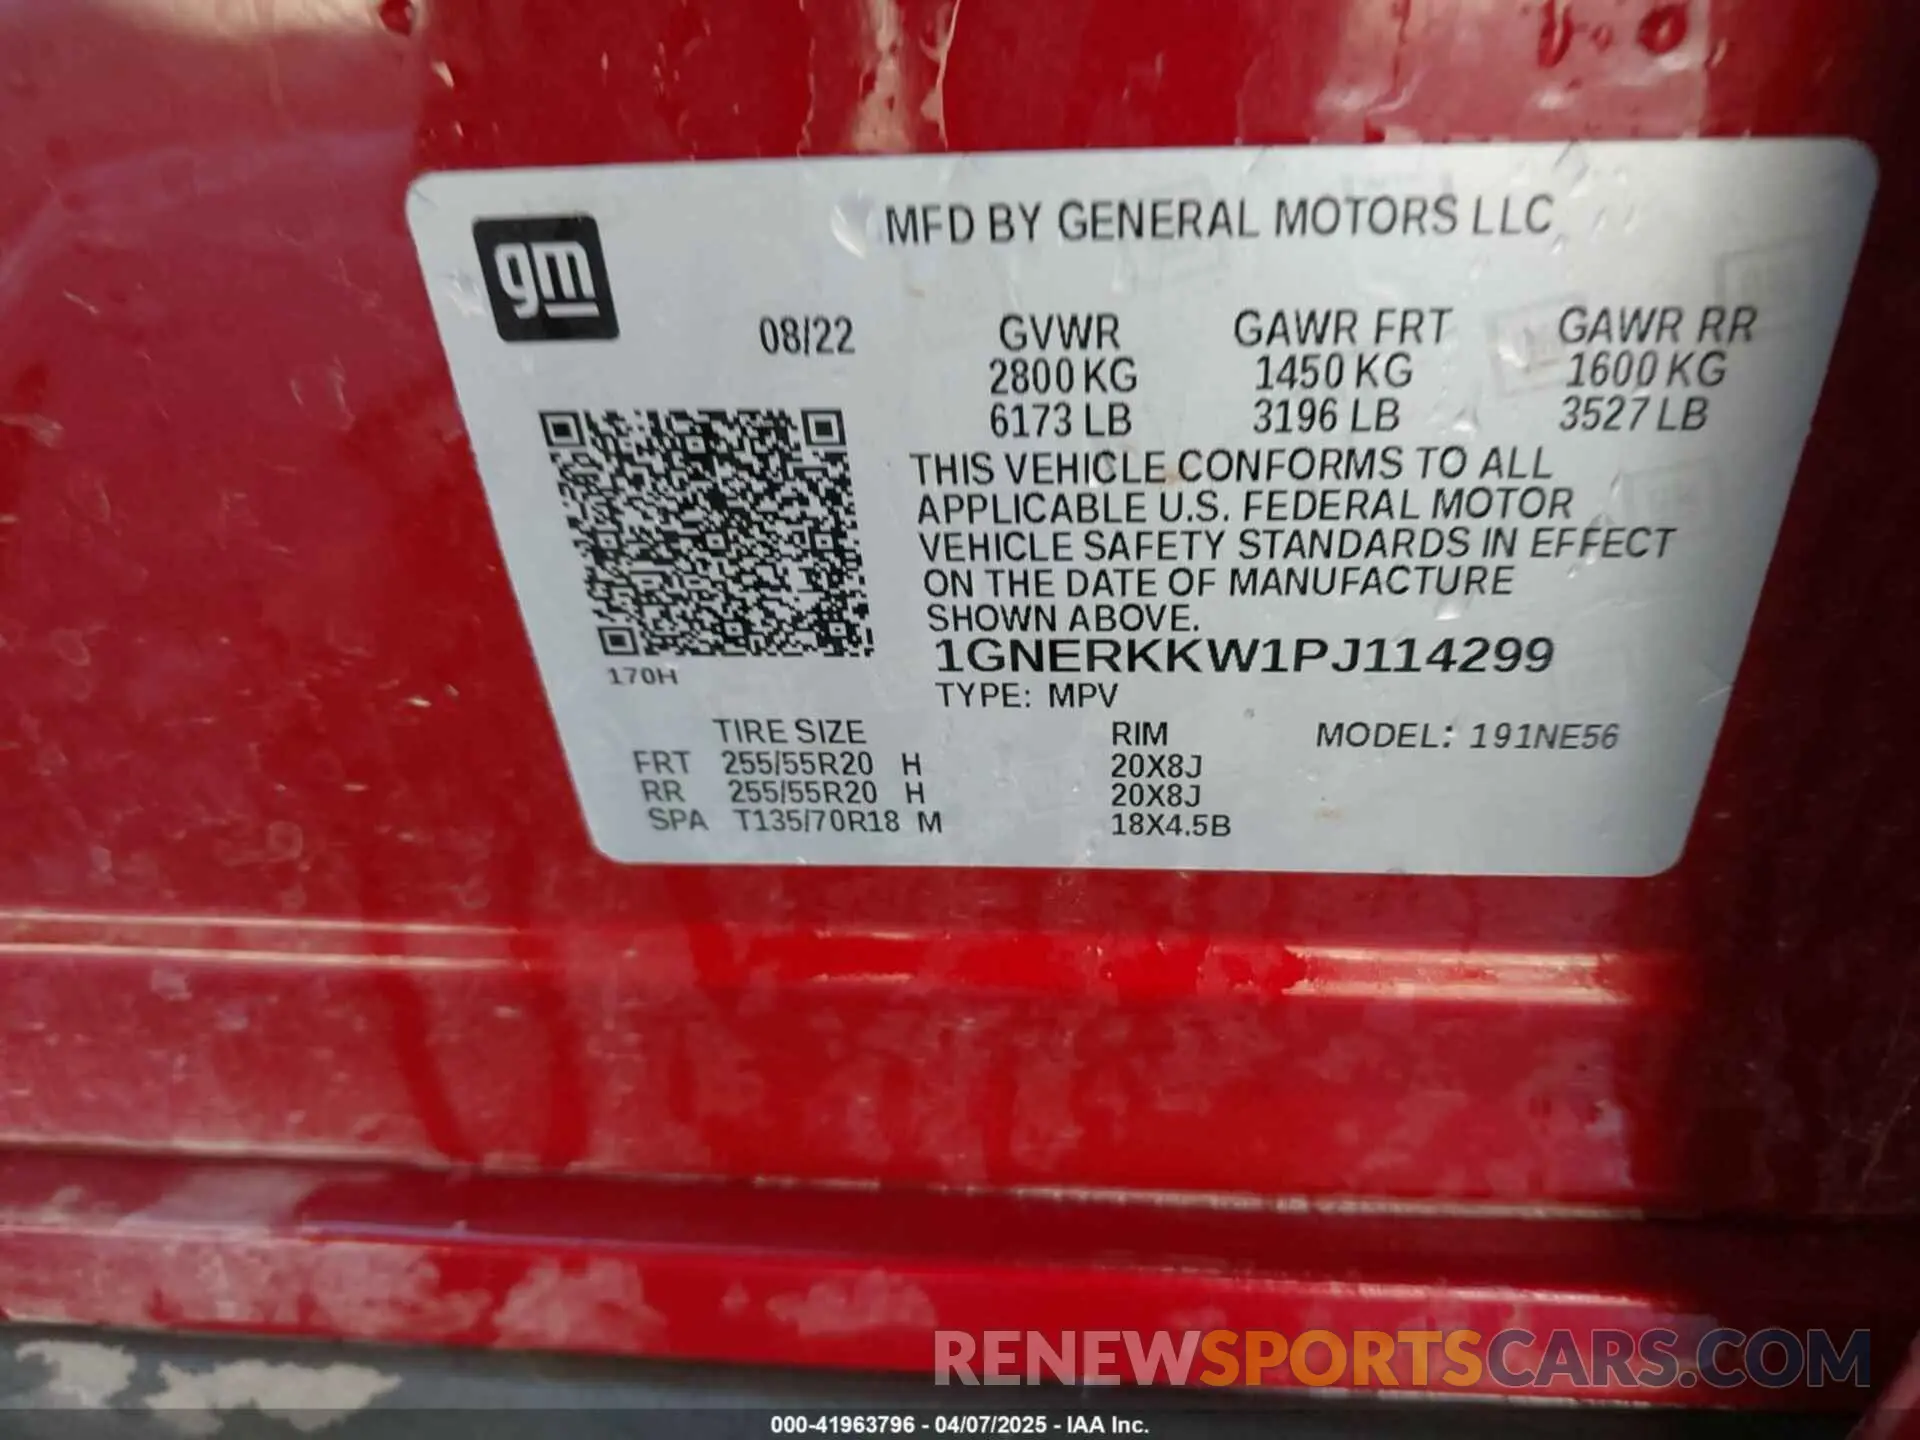 MFD BY GENERAL MOTORS LLC
gm
08/22 GVWR GAWR FRT GAWR RR
2800 KG 1450 KG 1600 KG
6173 LB 3196 LB 3527 LB
THIS VEHICLE CONFORMS TO ALL
APPLICABLE U.S. FEDERAL MOTOR
VEHICLE SAFETY STANDARDS IN EFFECT
ON THE DATE OF MANUFACTURE
SHOWN ABOVE.
1GNERKKW1PJ114299
170H
TYPE: MPV
TIRE SIZE RIM MODEL: 191NE56
FRT 255/55R20 H 20X8J
RR 255/55R20 H 20X8J
SPA T135/70R18 M 18X4.5B
RENEWSPORTSCARS.COM
000-41963796 - 04/07/2025 - IAA Inc.